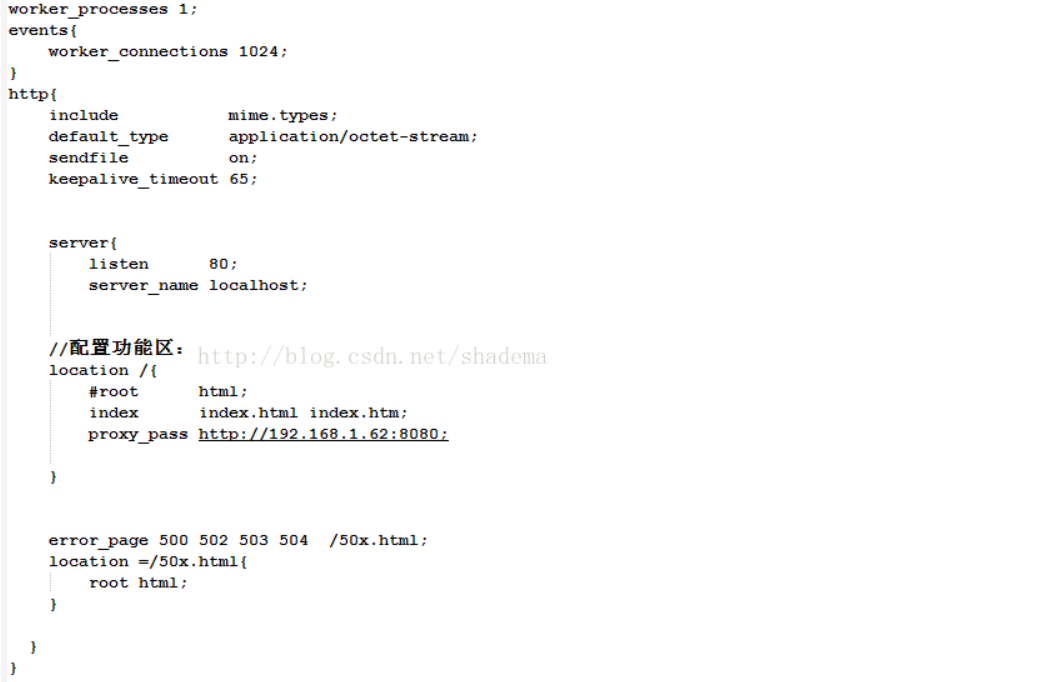 worker_processes 1;
events{
    worker_connections 1024;
}
http{
    include           mime.types;
    default_type      application/octet-stream;
    sendfile          on;
    keepalive_timeout 65;
    server{
        listen      80;
        server_name localhost;
    //配置功能区：
http://blog.csdn.net/shadema
    location /{
        #root      html;
        index      index.html index.htm;
        proxy_pass http://192.168.1.62:8080;
    }
    error_page 500 502 503 504  /50x.html;
    location =/50x.html{
        root html;
    }
  }
}